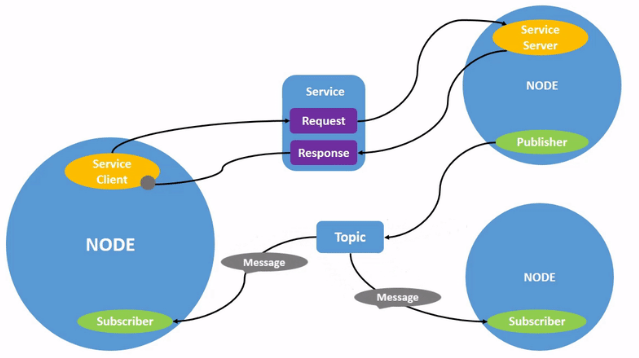 Service
Server
NODE
Publisher
Service
Request
Response
Service
Client
NODE
Subscriber
Topic
Message
Message
NODE
Subscriber